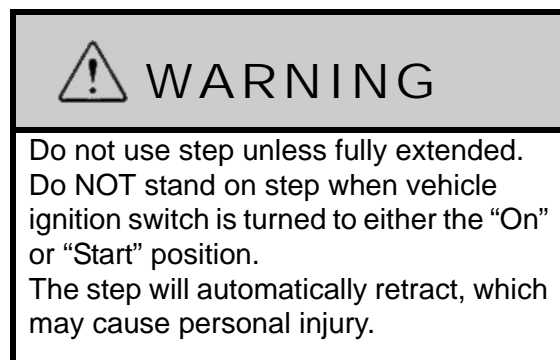 WARNING
Do not use step unless fully extended.
Do NOT stand on step when vehicle
ignition switch is turned to either the “On”
or “Start” position.
The step will automatically retract, which
may cause personal injury.